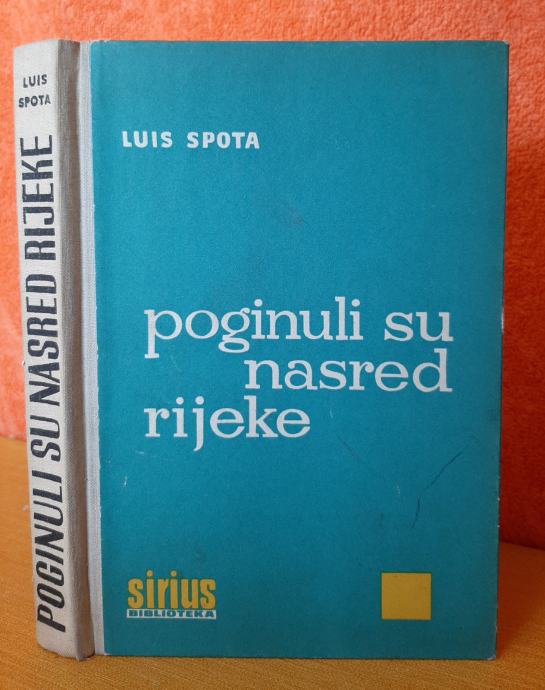 LUIS
SPOTA
POGINULI SU NASRED RIJEKE
LUIS SPOTA
poginuli su
nasred
rijeke
sirius
BIBLIOTEKA